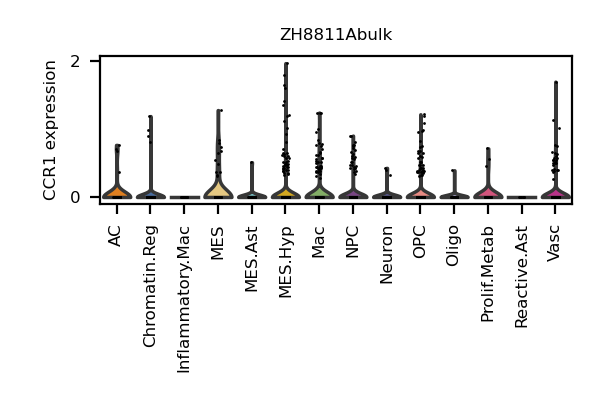 ZH8811Abulk
CCR1 expression
2
0
AC
Chromatin.Reg
Inflammatory.Mac
MES
MES.Ast
MES.Hyp
Mac
NPC
Neuron
OPC
Oligo
Prolif.Metab
Reactive.Ast
Vasc